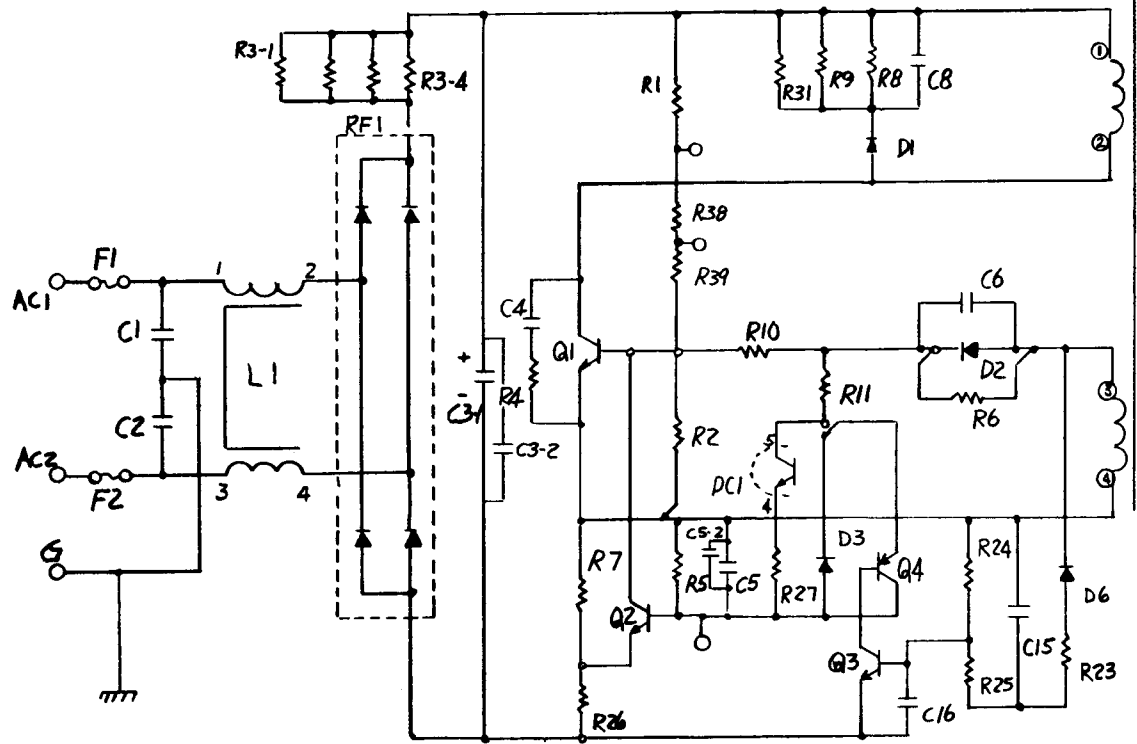 R3-1
R3-4
R1
R31
R9
R8
C8
①
②
RF1
D1
R38
R39
F1
1
2
AC1
C1
L1
C4
Q1
R10
C6
D2
R6
+
-
C3-1
R4
C3-2
R11
R2
③
④
C2
AC2
F2
3
4
5
DC1
4
G
C5-2
R7
R5
C5
D3
R27
Q4
R24
D6
Q2
Q3
C15
R25
R23
R26
C16